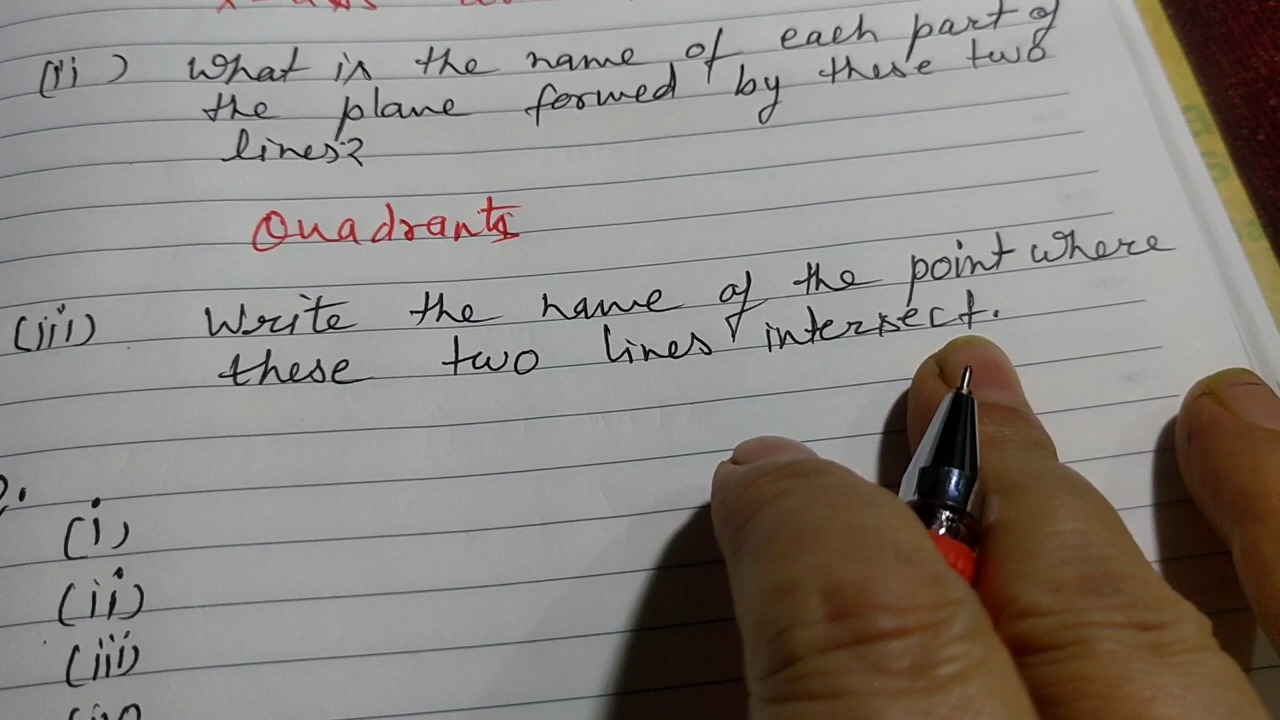 (ii) What is the name of each part of
the plane formed by these two
lines?
Quadrants
(iii) Write the name of the point where
these two lines intersect.
(i)
(ii)
(iii)